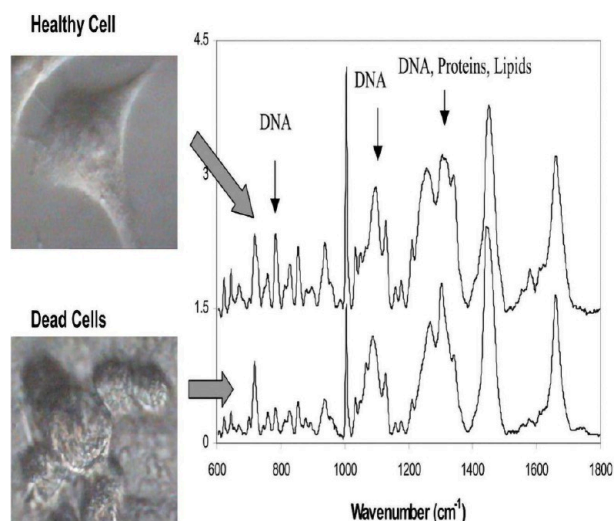 Healthy Cell
4.5
DNA, Proteins, Lipids
DNA
DNA
3
1.5
Dead Cells
0
600 800 1000 1200 1400 1600 1800
Wavenumber (cm⁻¹)